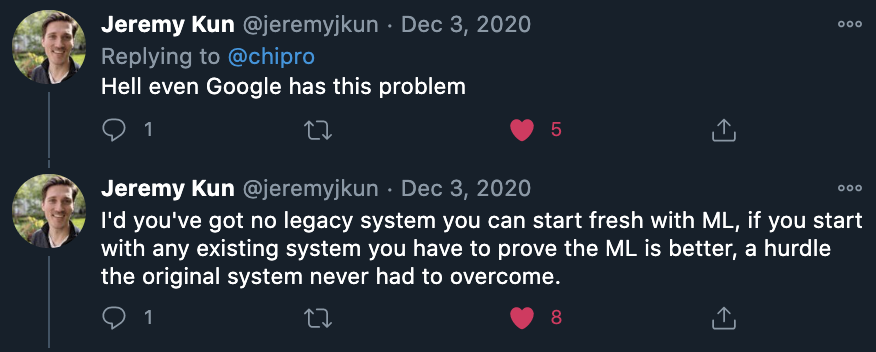 Jeremy Kun @jeremyjkun · Dec 3, 2020
Replying to @chipro
Hell even Google has this problem
1 5
Jeremy Kun @jeremyjkun · Dec 3, 2020
I'd you've got no legacy system you can start fresh with ML, if you start
with any existing system you have to prove the ML is better, a hurdle
the original system never had to overcome.
1 8